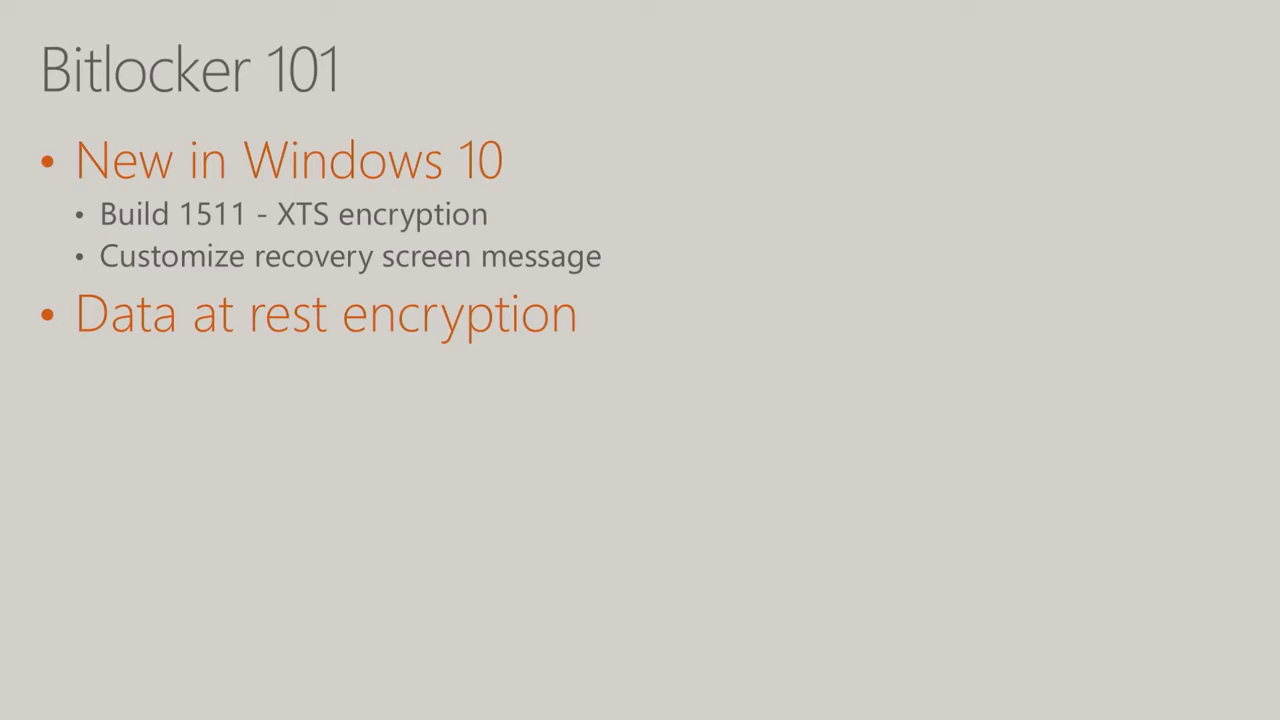 Bitlocker 101
• New in Windows 10
• Build 1511 - XTS encryption
• Customize recovery screen message
• Data at rest encryption